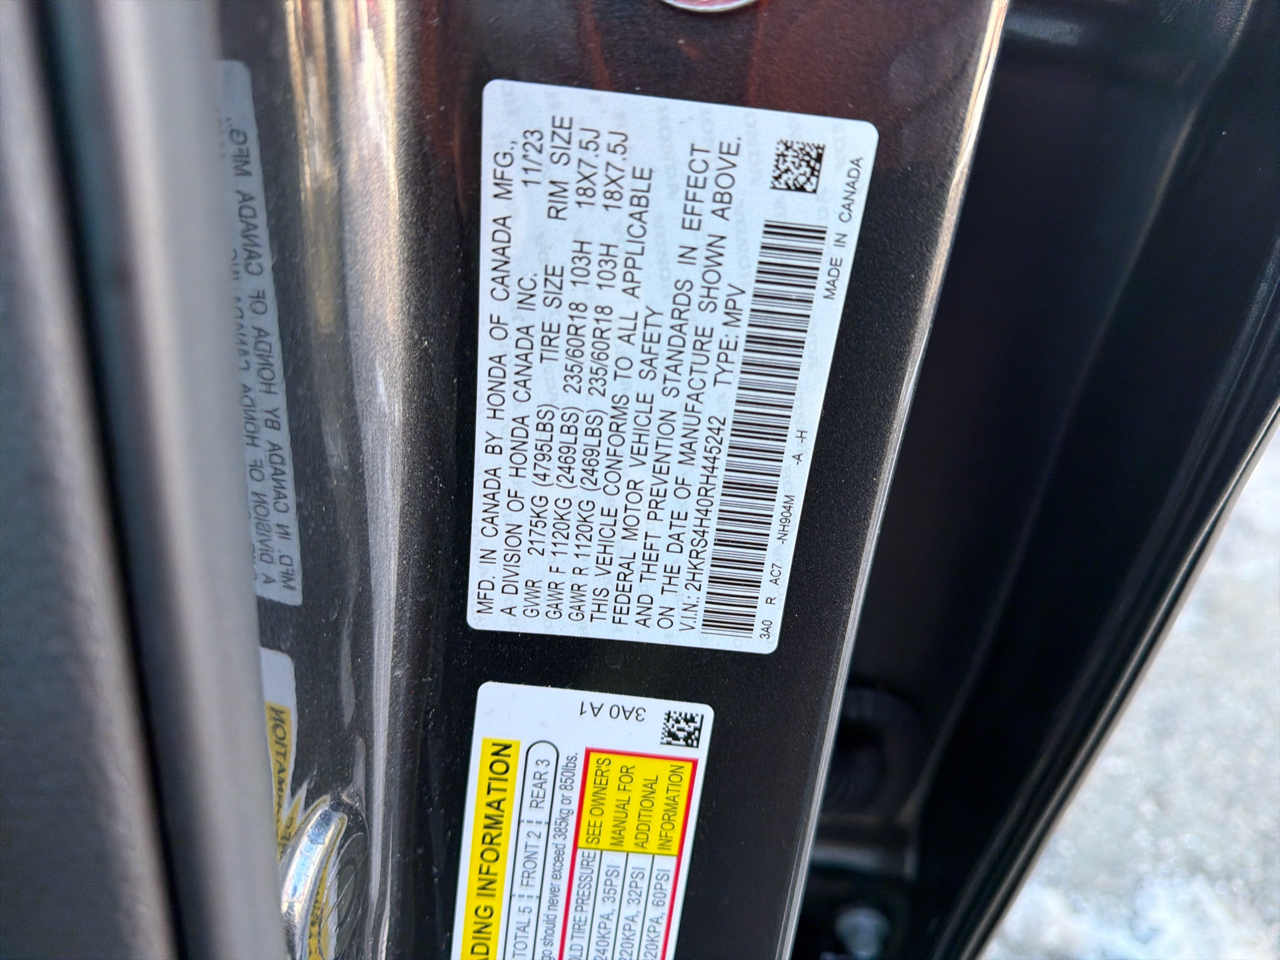 MFD. IN CANADA BY HONDA OF CANADA MFG.,
A DIVISION OF HONDA CANADA INC. 11/23
GVWR 2175KG (4795LBS) TIRE SIZE RIM SIZE
GAWR F 1120KG (2469LBS) 235/60R18 103H 18X7.5J
GAWR R 1120KG (2469LBS) 235/60R18 103H 18X7.5J
THIS VEHICLE CONFORMS TO ALL APPLICABLE
FEDERAL MOTOR VEHICLE SAFETY
AND THEFT PREVENTION STANDARDS IN EFFECT
ON THE DATE OF MANUFACTURE SHOWN ABOVE.
V.I.N.: 2HKRS4H40RH445242 TYPE: MPV
3A0 R AC7 -NH904M -A -H MADE IN CANADA
ADING INFORMATION
TOTAL 5 FRONT 2 REAR 3
go should never exceed 385kg or 850lbs.
OLD TIRE PRESSURE SEE OWNER'S
240KPA, 35PSI MANUAL FOR
220KPA, 32PSI ADDITIONAL
420KPA, 60PSI INFORMATION
3A0 A1